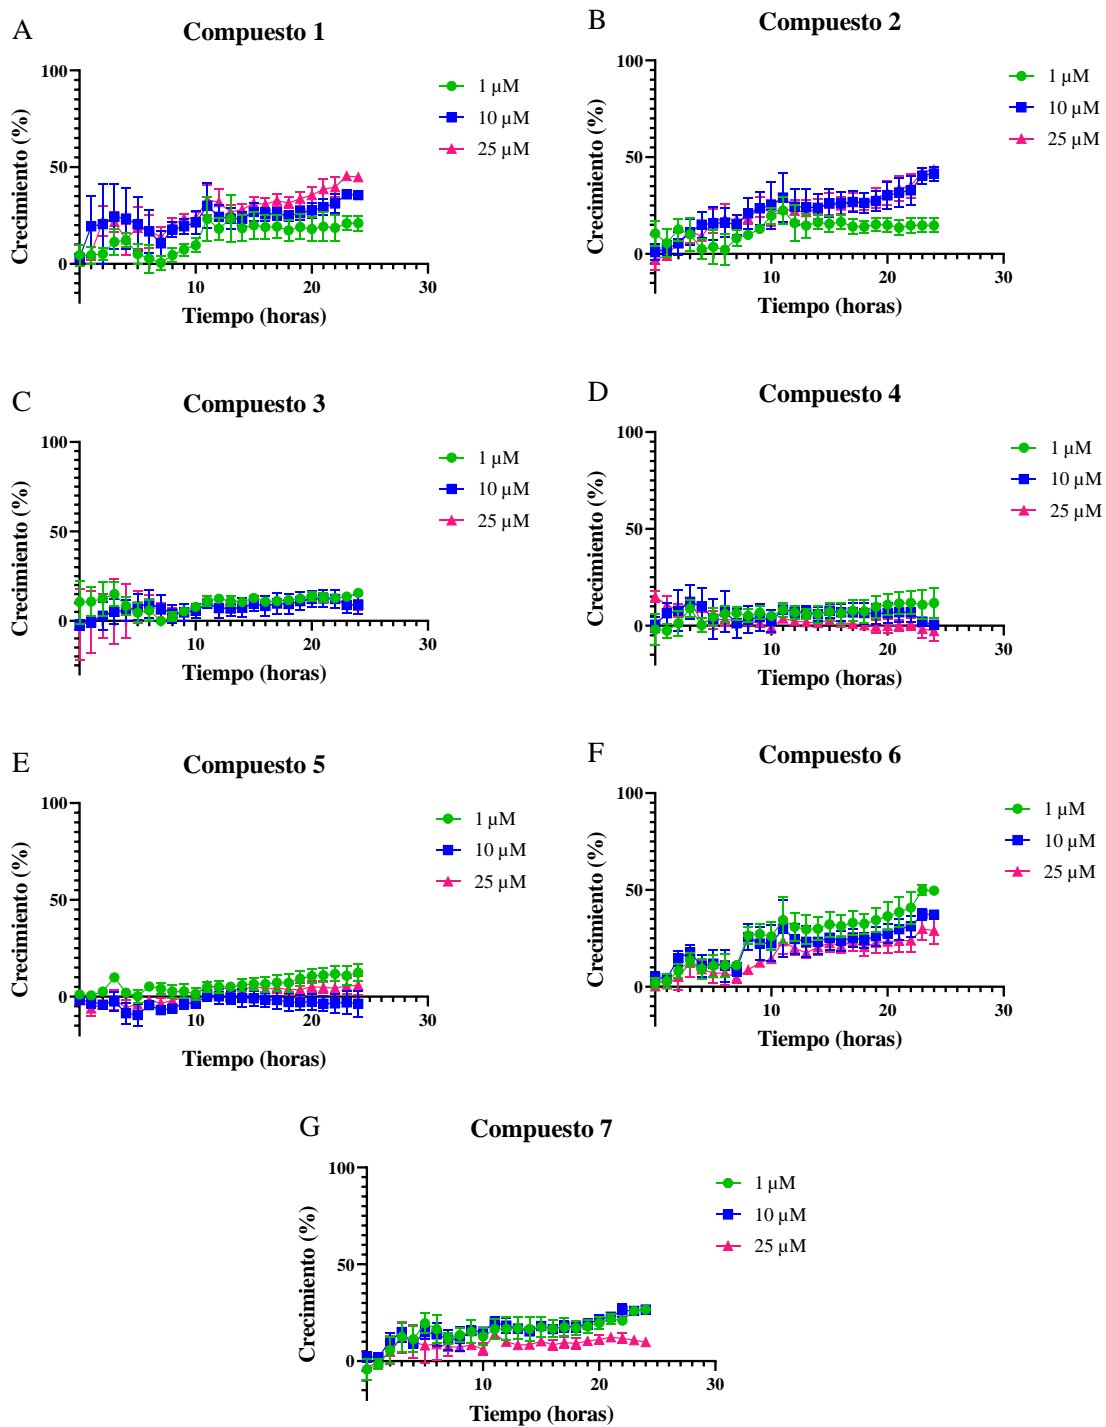 A
Compuesto 1
Crecimiento (%)
100
50
0
10
20
30
Tiempo (horas)
1 µM
10 µM
25 µM
B
Compuesto 2
Crecimiento (%)
100
50
0
10
20
30
Tiempo (horas)
1 µM
10 µM
25 µM
C
Compuesto 3
Crecimiento (%)
100
50
0
10
20
30
Tiempo (horas)
1 µM
10 µM
25 µM
D
Compuesto 4
Crecimiento (%)
100
50
0
10
20
30
Tiempo (horas)
1 µM
10 µM
25 µM
E
Compuesto 5
Crecimiento (%)
100
50
0
10
20
30
Tiempo (horas)
1 µM
10 µM
25 µM
F
Compuesto 6
Crecimiento (%)
100
50
0
10
20
30
Tiempo (horas)
1 µM
10 µM
25 µM
G
Compuesto 7
Crecimiento (%)
100
50
0
10
20
30
Tiempo (horas)
1 µM
10 µM
25 µM